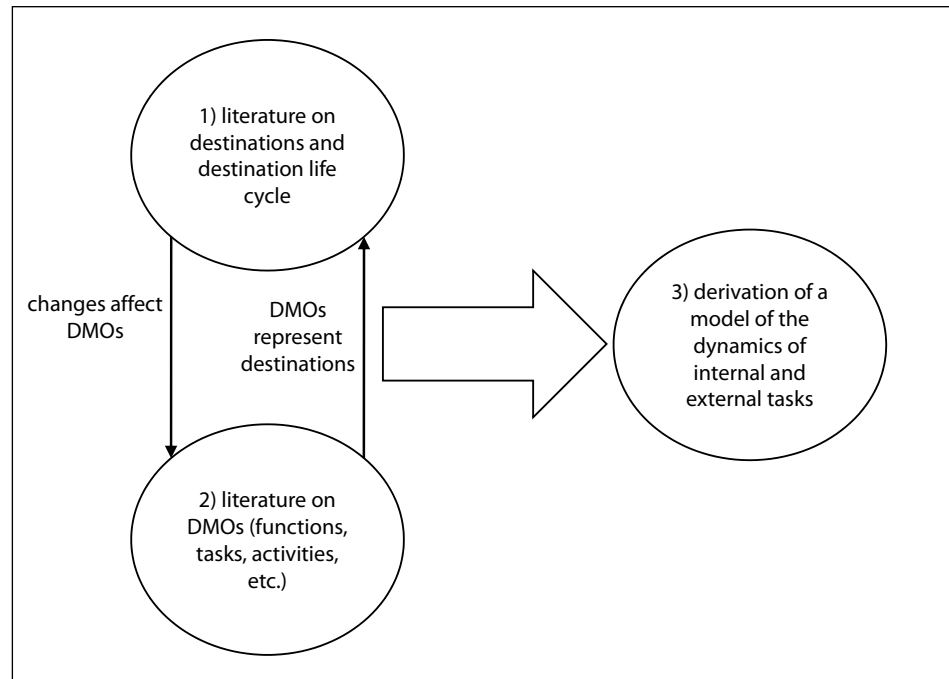 1) literature on
destinations and
destination life
cycle
changes affect
DMOs
DMOs
represent
destinations
2) literature on
DMOs (functions,
tasks, activities,
etc.)
3) derivation of a
model of the
dynamics of
internal and
external tasks